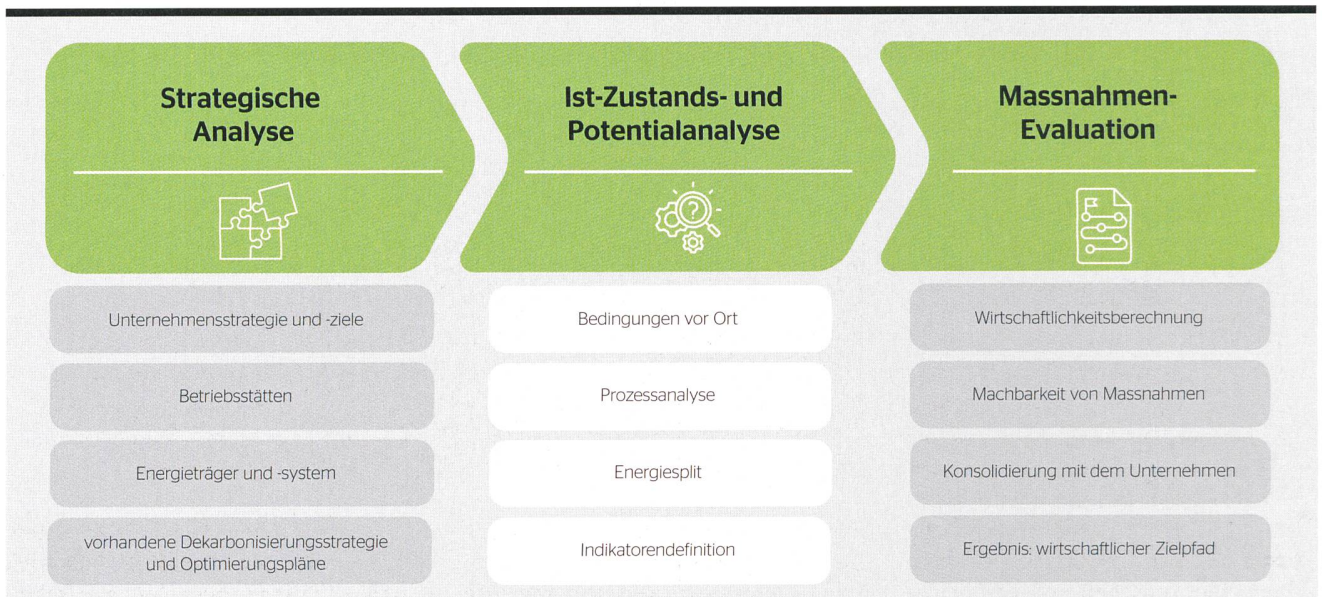 Strategische
Analyse
Unternehmensstrategie und -ziele
Betriebsstätten
Energieträger und -system
vorhandene Dekarbonisierungsstrategie
und Optimierungspläne
Ist-Zustands- und
Potentialanalyse
Bedingungen vor Ort
Prozessanalyse
Energiesplit
Indikatorendefinition
Massnahmen-
Evaluation
Wirtschaftlichkeitsberechnung
Machbarkeit von Massnahmen
Konsolidierung mit dem Unternehmen
Ergebnis: wirtschaftlicher Zielpfad